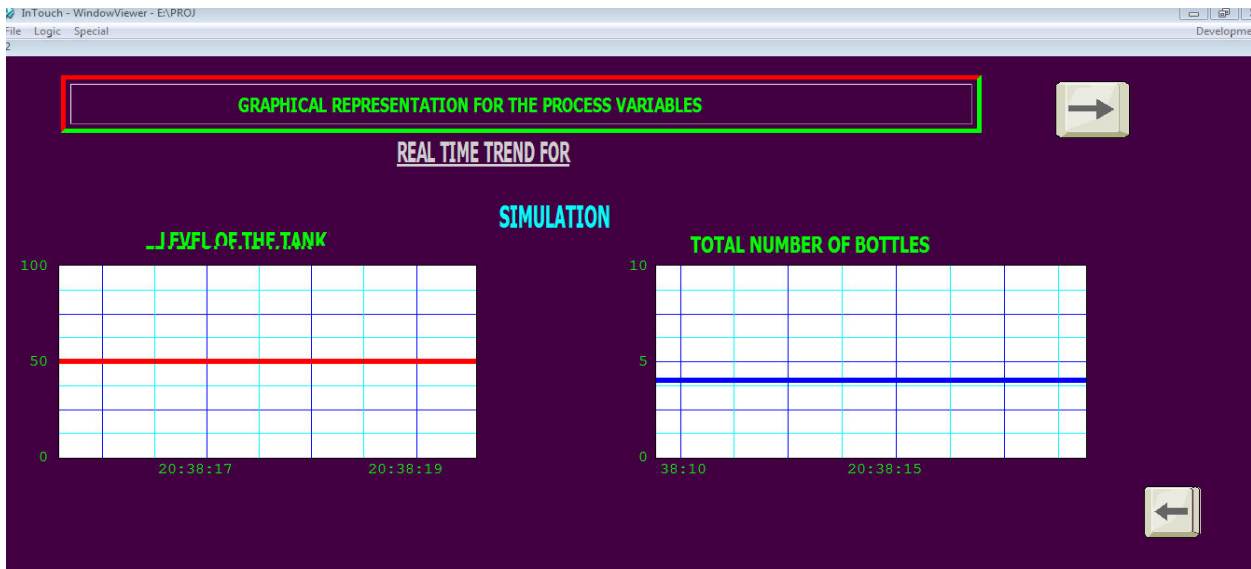 InTouch - WindowViewer - E:\PROJ
File Logic Special
Developme
2
GRAPHICAL REPRESENTATION FOR THE PROCESS VARIABLES
REAL TIME TREND FOR
SIMULATION
LEVEL OF THE TANK
TOTAL NUMBER OF BOTTLES
100
50
0
20:38:17 20:38:19
10
5
0
38:10 20:38:15